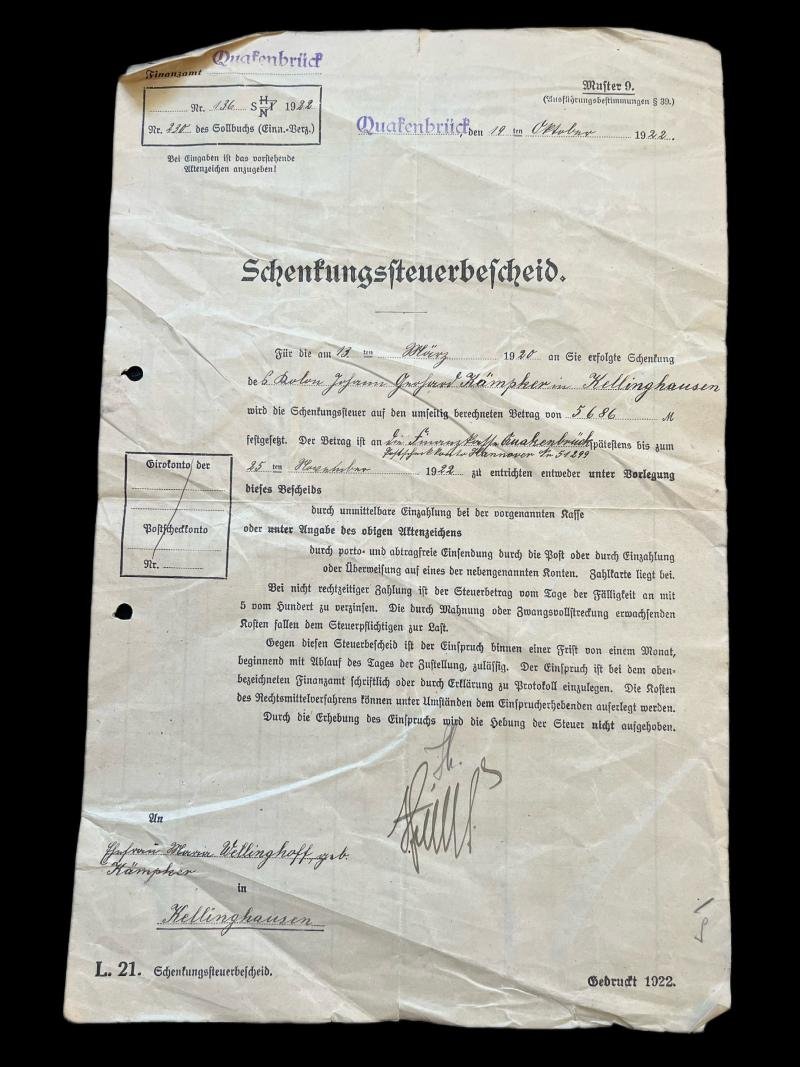 Finanzamt Quakenbrück
Nr. 136 S H/N 1922
Nr. 230 des Sollbuchs (Einn.-Verz.)
Bei Eingaben ist das vorstehende
Aktenzeichen anzugeben!
Muster 9.
(Ausführungsbestimmungen § 39.)
Quakenbrück, den 19 ten Oktober 1922.
Schenkungssteuerbescheid.
Für die am 13. ten März 1920 an Sie erfolgte Schenkung
des Kolon Johann Gerhard Kämpker in Kellinghausen
wird die Schenkungssteuer auf den umseitig berechneten Betrag von 5686 M
festgesetzt. Der Betrag ist an die Finanzkasse Quakenbrück spätestens bis zum
Postscheckkonto Hannover Nr 51299
25 ten November 1922 zu entrichten entweder unter Vorlegung
dieses Bescheids
durch unmittelbare Einzahlung bei der vorgenannten Kasse
oder unter Angabe des obigen Aktenzeichens
durch porto- und abtragfreie Einsendung durch die Post oder durch Einzahlung
oder Überweisung auf eines der nebengenannten Konten. Zahlkarte liegt bei.
Girokonto der
Postscheckkonto
Nr.
Bei nicht rechtzeitiger Zahlung ist der Steuerbetrag vom Tage der Fälligkeit an mit
5 vom Hundert zu verzinsen. Die durch Mahnung oder Zwangsvollstreckung erwachsenden
Kosten fallen dem Steuerpflichtigen zur Last.
Gegen diesen Steuerbescheid ist der Einspruch binnen einer Frist von einem Monat,
beginnend mit Ablauf des Tages der Zustellung, zulässig. Der Einspruch ist bei dem oben-
bezeichneten Finanzamt schriftlich oder durch Erklärung zu Protokoll einzulegen. Die Kosten
des Rechtsmittelverfahrens können unter Umständen dem Einspruchserhebenden auferlegt werden.
Durch die Erhebung des Einspruchs wird die Hebung der Steuer nicht aufgehoben.
An
Ehefrau Maria Wellinghoff, geb.
Kämpker
in
Kellinghausen
L. 21. Schenkungssteuerbescheid.
Gedruckt 1922.